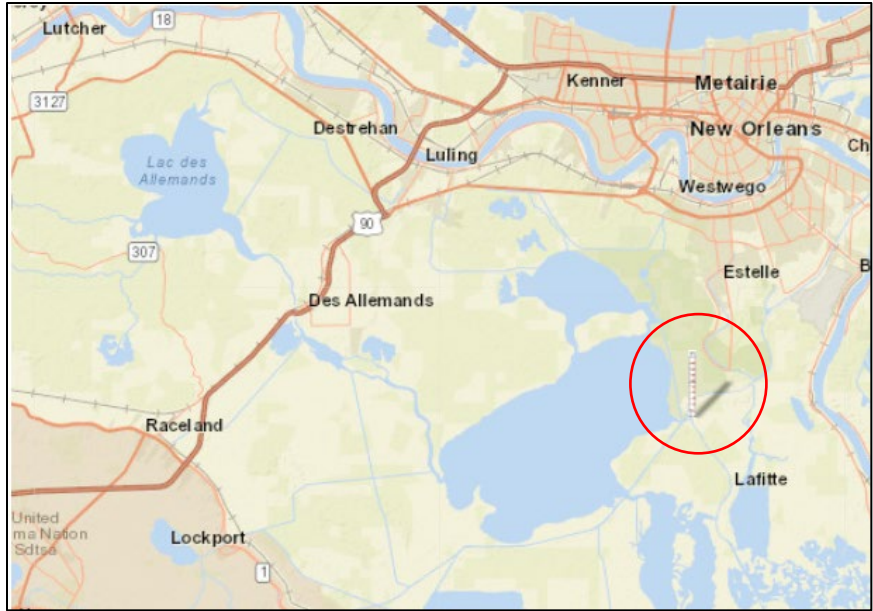 Lutcher
18
Kenner
Metairie
3127
Destrehan
New Orleans
Ch
Luling
Lac des
Allemands
Westwego
90
307
Estelle
B
Des Allemands
Raceland
Lafitte
United
ma Nation
Sdtsa
Lockport
1